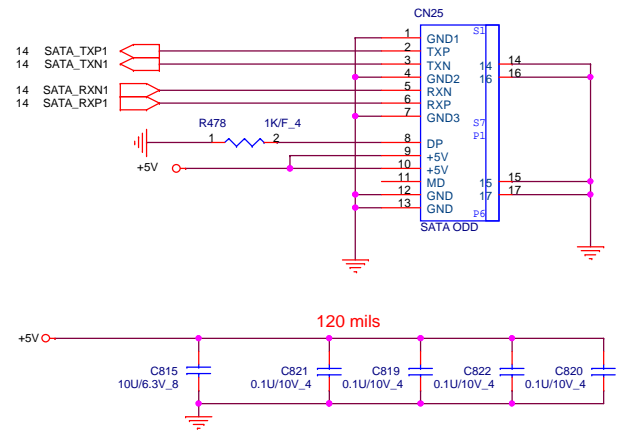 CN25
1 GND1 S1
14 SATA_TXP1 2 TXP
14 SATA_TXN1 3 TXN 14 14
4 GND2 16 16
14 SATA_RXN1 5 RXN
14 SATA_RXP1 6 RXP
7 GND3 S7
P1
R478 1K/F_4
1 2 8 DP
9 +5V
+5V 10 +5V
11 MD 15 15
12 GND 17 17
13 GND P6
SATA ODD
120 mils
+5V
C815 C821 C819 C822 C820
10U/6.3V_8 0.1U/10V_4 0.1U/10V_4 0.1U/10V_4 0.1U/10V_4